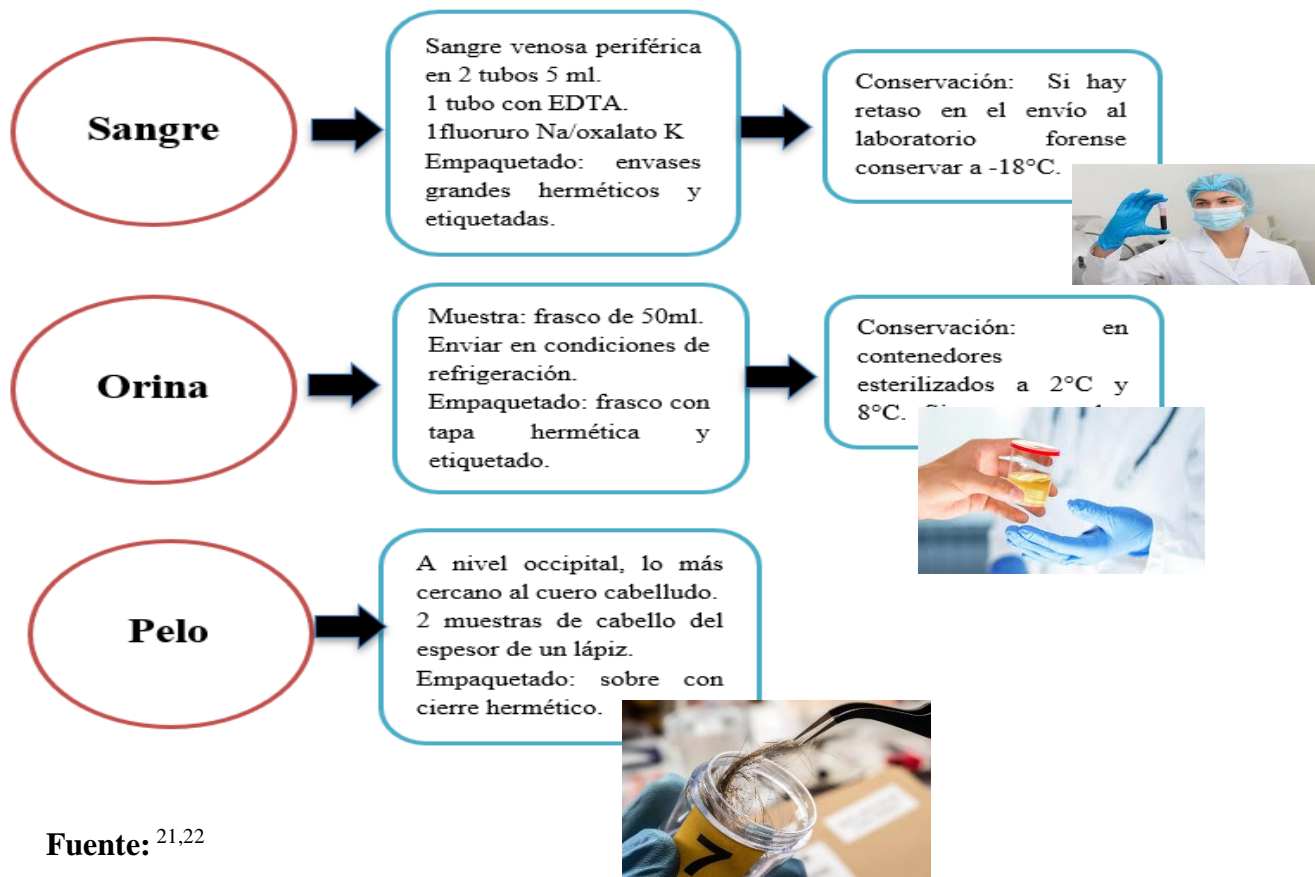 Sangre
Sangre venosa periférica
en 2 tubos 5 ml.
1 tubo con EDTA.
1fluoruro Na/oxalato K
Empaquetado: envases
grandes herméticos y
etiquetadas.
Conservación: Si hay
retaso en el envío al
laboratorio forense
conservar a -18°C.
Orina
Muestra: frasco de 50ml.
Enviar en condiciones de
refrigeración.
Empaquetado: frasco con
tapa hermética y
etiquetado.
Conservación: en
contenedores
esterilizados a 2°C y
8°C.
Pelo
A nivel occipital, lo más
cercano al cuero cabelludo.
2 muestras de cabello del
espesor de un lápiz.
Empaquetado: sobre con
cierre hermético.
7
Fuente: 21,22